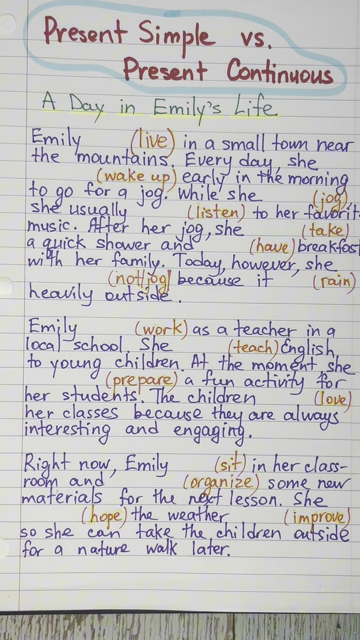 Present Simple vs.
Present Continuous
A Day in Emily's Life
Emily (live) in a small town near
the mountains. Every day, she
(wake up) early in the morning
to go for a jog. While she (jog),
she usually (listen) to her favorite
music. After her jog, she (take)
a quick shower and (have) breakfast
with her family. Today, however, she
(not/jog) because it (rain)
heavily outside.
Emily (work) as a teacher in a
local school. She (teach) English
to young children. At the moment she
(prepare) a fun activity for
her students. The children (love)
her classes because they are always
interesting and engaging.
Right now, Emily (sit) in her class-
room and (organize) some new
materials for the next lesson. She
(hope) the weather (improve)
so she can take the children outside
for a nature walk later.